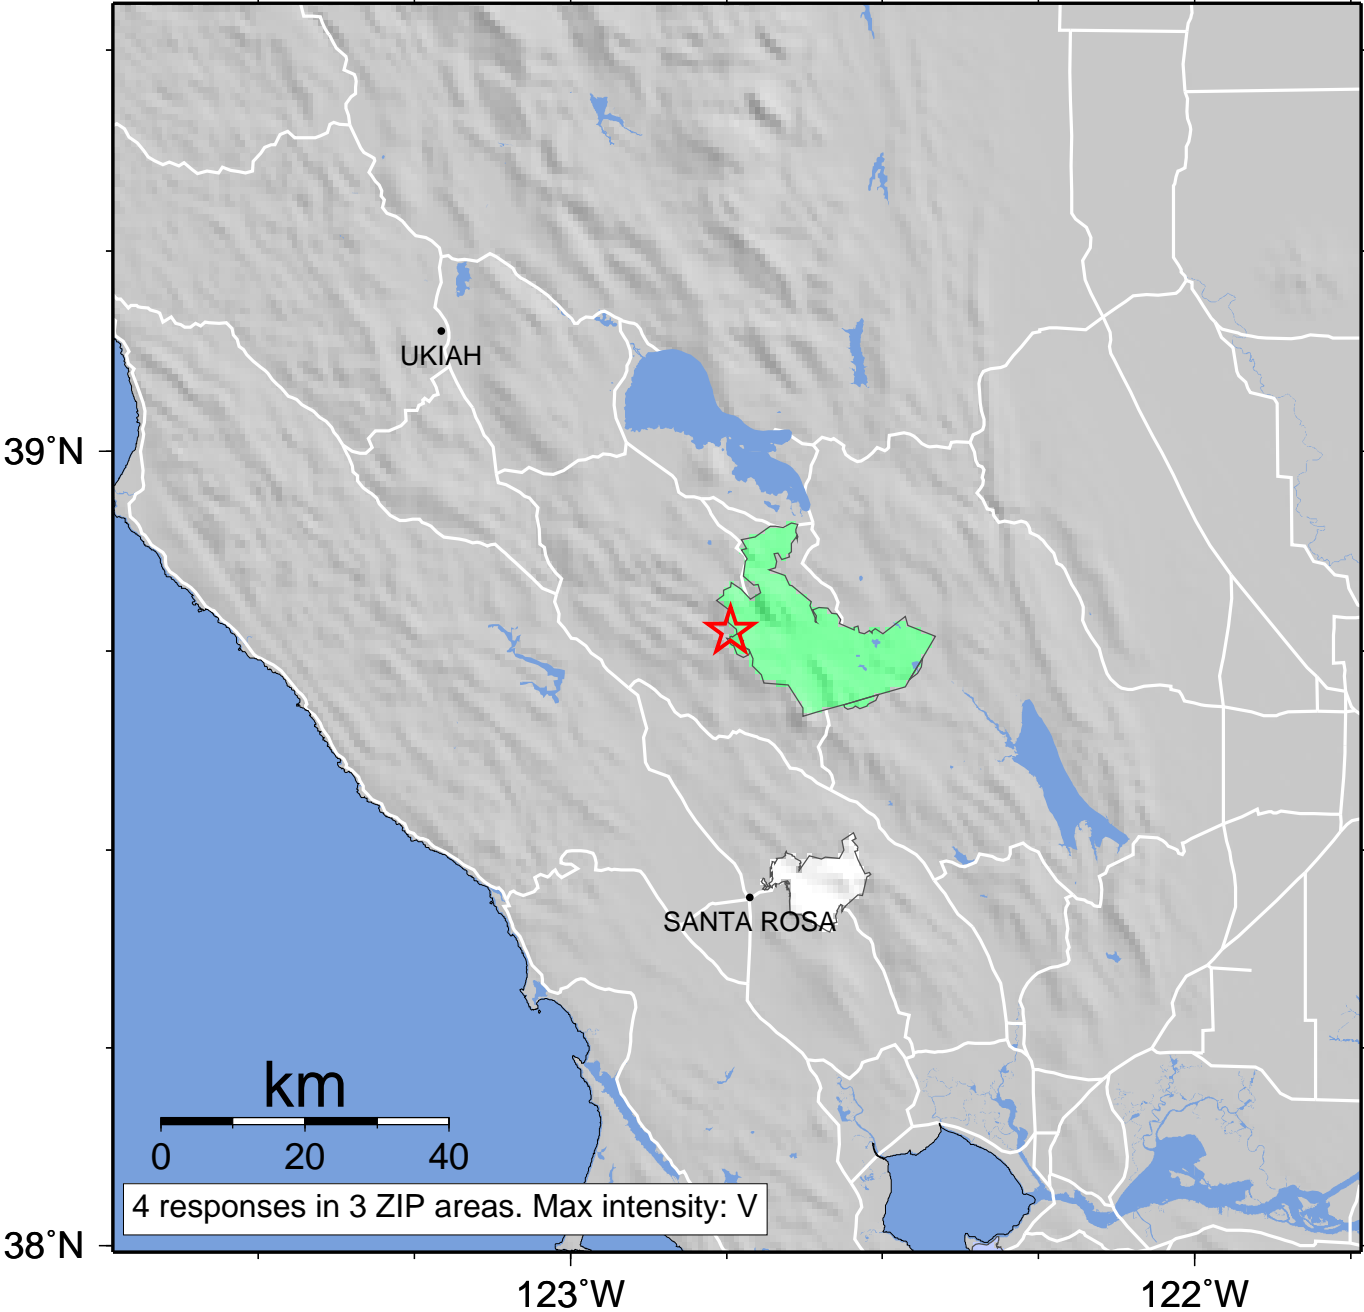 UKIAH
39°N
SANTA ROSA
km
0 20 40
4 responses in 3 ZIP areas. Max intensity: V
38°N
123°W 122°W